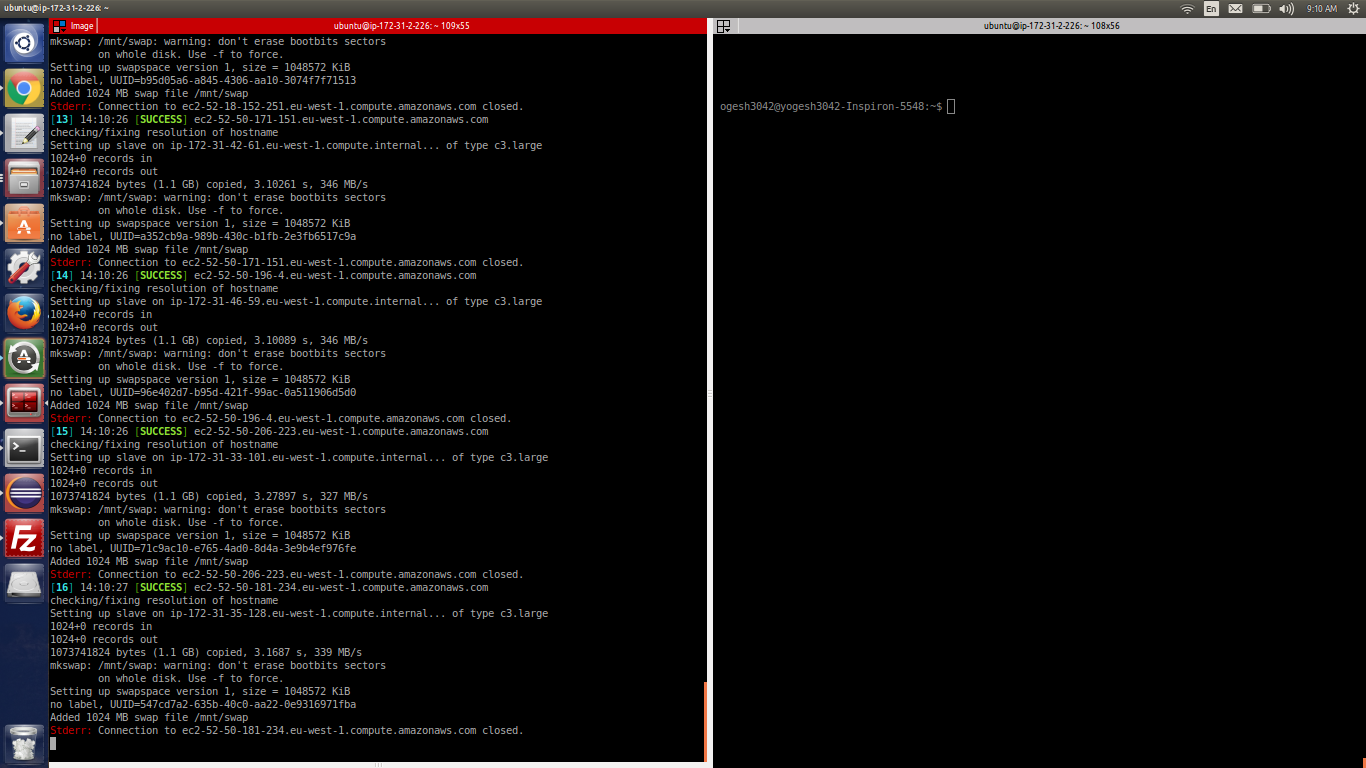 ubuntu@ip-172-31-2-226: ~
En
9:10 AM
Image
ubuntu@ip-172-31-2-226: ~ 109x55
mkswap: /mnt/swap: warning: don't erase bootbits sectors
on whole disk. Use -f to force.
Setting up swapspace version 1, size = 1048572 KiB
no label, UUID=b95d05a6-a845-4306-aa10-3074f7f71513
Added 1024 MB swap file /mnt/swap
Stderr: Connection to ec2-52-18-152-251.eu-west-1.compute.amazonaws.com closed.
[13] 14:10:26 [SUCCESS] ec2-52-50-171-151.eu-west-1.compute.amazonaws.com
checking/fixing resolution of hostname
Setting up slave on ip-172-31-42-61.eu-west-1.compute.internal... of type c3.large
1024+0 records in
1024+0 records out
1073741824 bytes (1.1 GB) copied, 3.10261 s, 346 MB/s
mkswap: /mnt/swap: warning: don't erase bootbits sectors
on whole disk. Use -f to force.
Setting up swapspace version 1, size = 1048572 KiB
no label, UUID=a352cb9a-989b-430c-b1fb-2e3fb6517c9a
Added 1024 MB swap file /mnt/swap
Stderr: Connection to ec2-52-50-171-151.eu-west-1.compute.amazonaws.com closed.
[14] 14:10:26 [SUCCESS] ec2-52-50-196-4.eu-west-1.compute.amazonaws.com
checking/fixing resolution of hostname
Setting up slave on ip-172-31-46-59.eu-west-1.compute.internal... of type c3.large
1024+0 records in
1024+0 records out
1073741824 bytes (1.1 GB) copied, 3.10089 s, 346 MB/s
mkswap: /mnt/swap: warning: don't erase bootbits sectors
on whole disk. Use -f to force.
Setting up swapspace version 1, size = 1048572 KiB
no label, UUID=96e402d7-b95d-421f-99ac-0a511906d5d0
Added 1024 MB swap file /mnt/swap
Stderr: Connection to ec2-52-50-196-4.eu-west-1.compute.amazonaws.com closed.
[15] 14:10:26 [SUCCESS] ec2-52-50-206-223.eu-west-1.compute.amazonaws.com
checking/fixing resolution of hostname
Setting up slave on ip-172-31-33-101.eu-west-1.compute.internal... of type c3.large
1024+0 records in
1024+0 records out
1073741824 bytes (1.1 GB) copied, 3.27897 s, 327 MB/s
mkswap: /mnt/swap: warning: don't erase bootbits sectors
on whole disk. Use -f to force.
Setting up swapspace version 1, size = 1048572 KiB
no label, UUID=71c9ac10-e765-4ad0-8d4a-3e9b4ef976fe
Added 1024 MB swap file /mnt/swap
Stderr: Connection to ec2-52-50-206-223.eu-west-1.compute.amazonaws.com closed.
[16] 14:10:27 [SUCCESS] ec2-52-50-181-234.eu-west-1.compute.amazonaws.com
checking/fixing resolution of hostname
Setting up slave on ip-172-31-35-128.eu-west-1.compute.internal... of type c3.large
1024+0 records in
1024+0 records out
1073741824 bytes (1.1 GB) copied, 3.1687 s, 339 MB/s
mkswap: /mnt/swap: warning: don't erase bootbits sectors
on whole disk. Use -f to force.
Setting up swapspace version 1, size = 1048572 KiB
no label, UUID=547cd7a2-635b-40c0-aa22-0e9316971fba
Added 1024 MB swap file /mnt/swap
Stderr: Connection to ec2-52-50-181-234.eu-west-1.compute.amazonaws.com closed.
ubuntu@ip-172-31-2-226: ~ 108x56
ogesh3042@yogesh3042-Inspiron-5548:~$